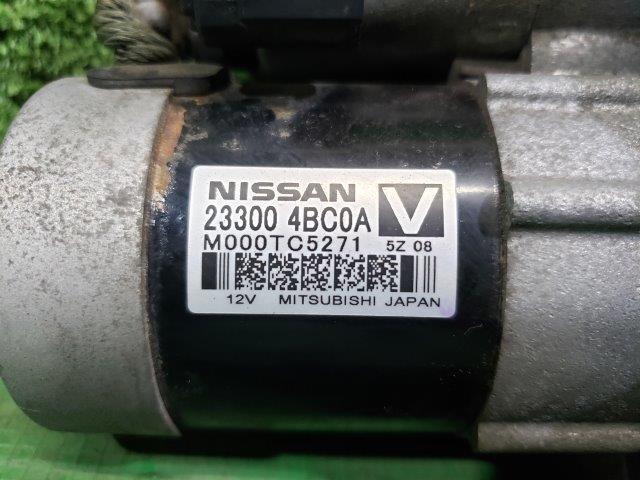 NISSAN V
23300 4BC0A
M000TC5271 5Z 08
12V MITSUBISHI JAPAN